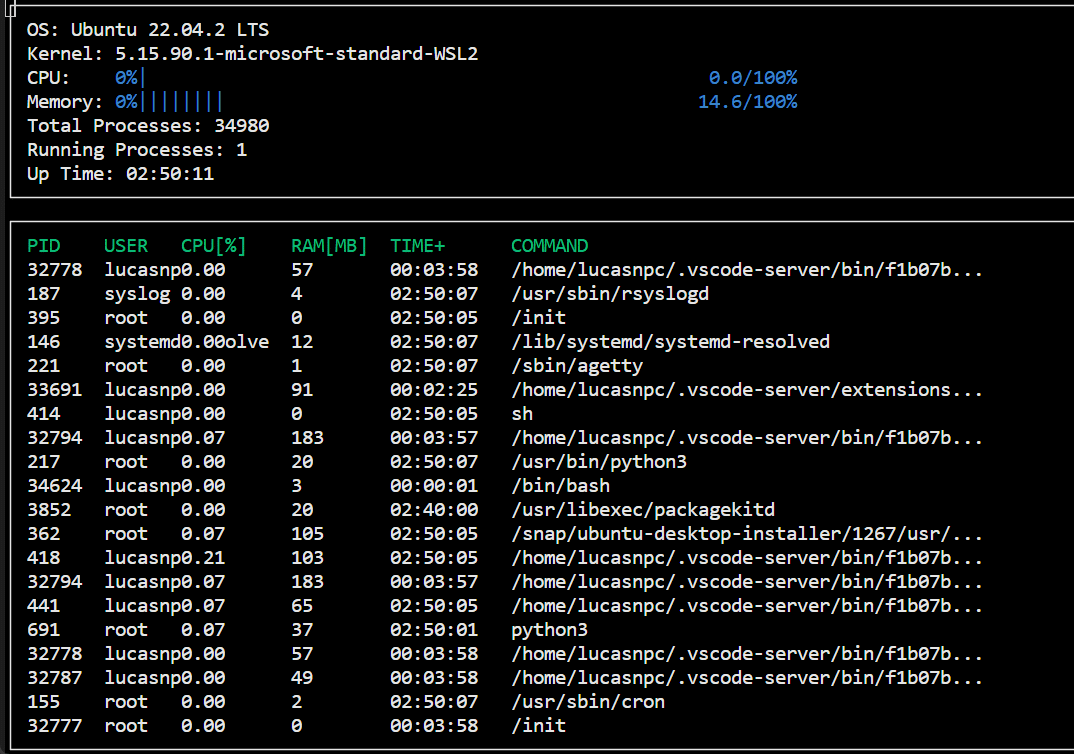 OS: Ubuntu 22.04.2 LTS
Kernel: 5.15.90.1-microsoft-standard-WSL2
CPU: 0%| 0.0/100%
Memory: 0%|||||||| 14.6/100%
Total Processes: 34980
Running Processes: 1
Up Time: 02:50:11
PID USER CPU[%] RAM[MB] TIME+ COMMAND
32778 lucasnp0.00 57 00:03:58 /home/lucasnpc/.vscode-server/bin/f1b07b...
187 syslog 0.00 4 02:50:07 /usr/sbin/rsyslogd
395 root 0.00 0 02:50:05 /init
146 systemd0.00olve 12 02:50:07 /lib/systemd/systemd-resolved
221 root 0.00 1 02:50:07 /sbin/agetty
33691 lucasnp0.00 91 00:02:25 /home/lucasnpc/.vscode-server/extensions...
414 lucasnp0.00 0 02:50:05 sh
32794 lucasnp0.07 183 00:03:57 /home/lucasnpc/.vscode-server/bin/f1b07b...
217 root 0.00 20 02:50:07 /usr/bin/python3
34624 lucasnp0.00 3 00:00:01 /bin/bash
3852 root 0.00 20 02:40:00 /usr/libexec/packagekitd
362 root 0.07 105 02:50:05 /snap/ubuntu-desktop-installer/1267/usr/...
418 lucasnp0.21 103 02:50:05 /home/lucasnpc/.vscode-server/bin/f1b07b...
32794 lucasnp0.07 183 00:03:57 /home/lucasnpc/.vscode-server/bin/f1b07b...
441 lucasnp0.07 65 02:50:05 /home/lucasnpc/.vscode-server/bin/f1b07b...
691 root 0.07 37 02:50:01 python3
32778 lucasnp0.00 57 00:03:58 /home/lucasnpc/.vscode-server/bin/f1b07b...
32787 lucasnp0.00 49 00:03:58 /home/lucasnpc/.vscode-server/bin/f1b07b...
155 root 0.00 2 02:50:07 /usr/sbin/cron
32777 root 0.00 0 00:03:58 /init